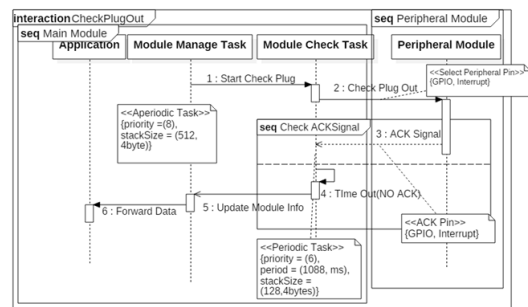 interaction CheckPlugOut
seq Main Module
seq Peripheral Module
Application
Module Manage Task
Module Check Task
Peripheral Module
1 : Start Check Plug
2 : Check Plug Out
<<Select Peripheral Pin>>
{GPIO, Interrupt}
<<Aperiodic Task>>
{priority =(8),
stackSize = (512,
4byte)}
seq Check ACKSignal
3 : ACK Signal
4 : TIme Out(NO ACK)
5 : Update Module Info
6 : Forward Data
<<ACK Pin>>
{GPIO, Interrupt}
<<Periodic Task>>
{priority = (6),
period = (1088, ms),
stackSize =
(128,4bytes)}